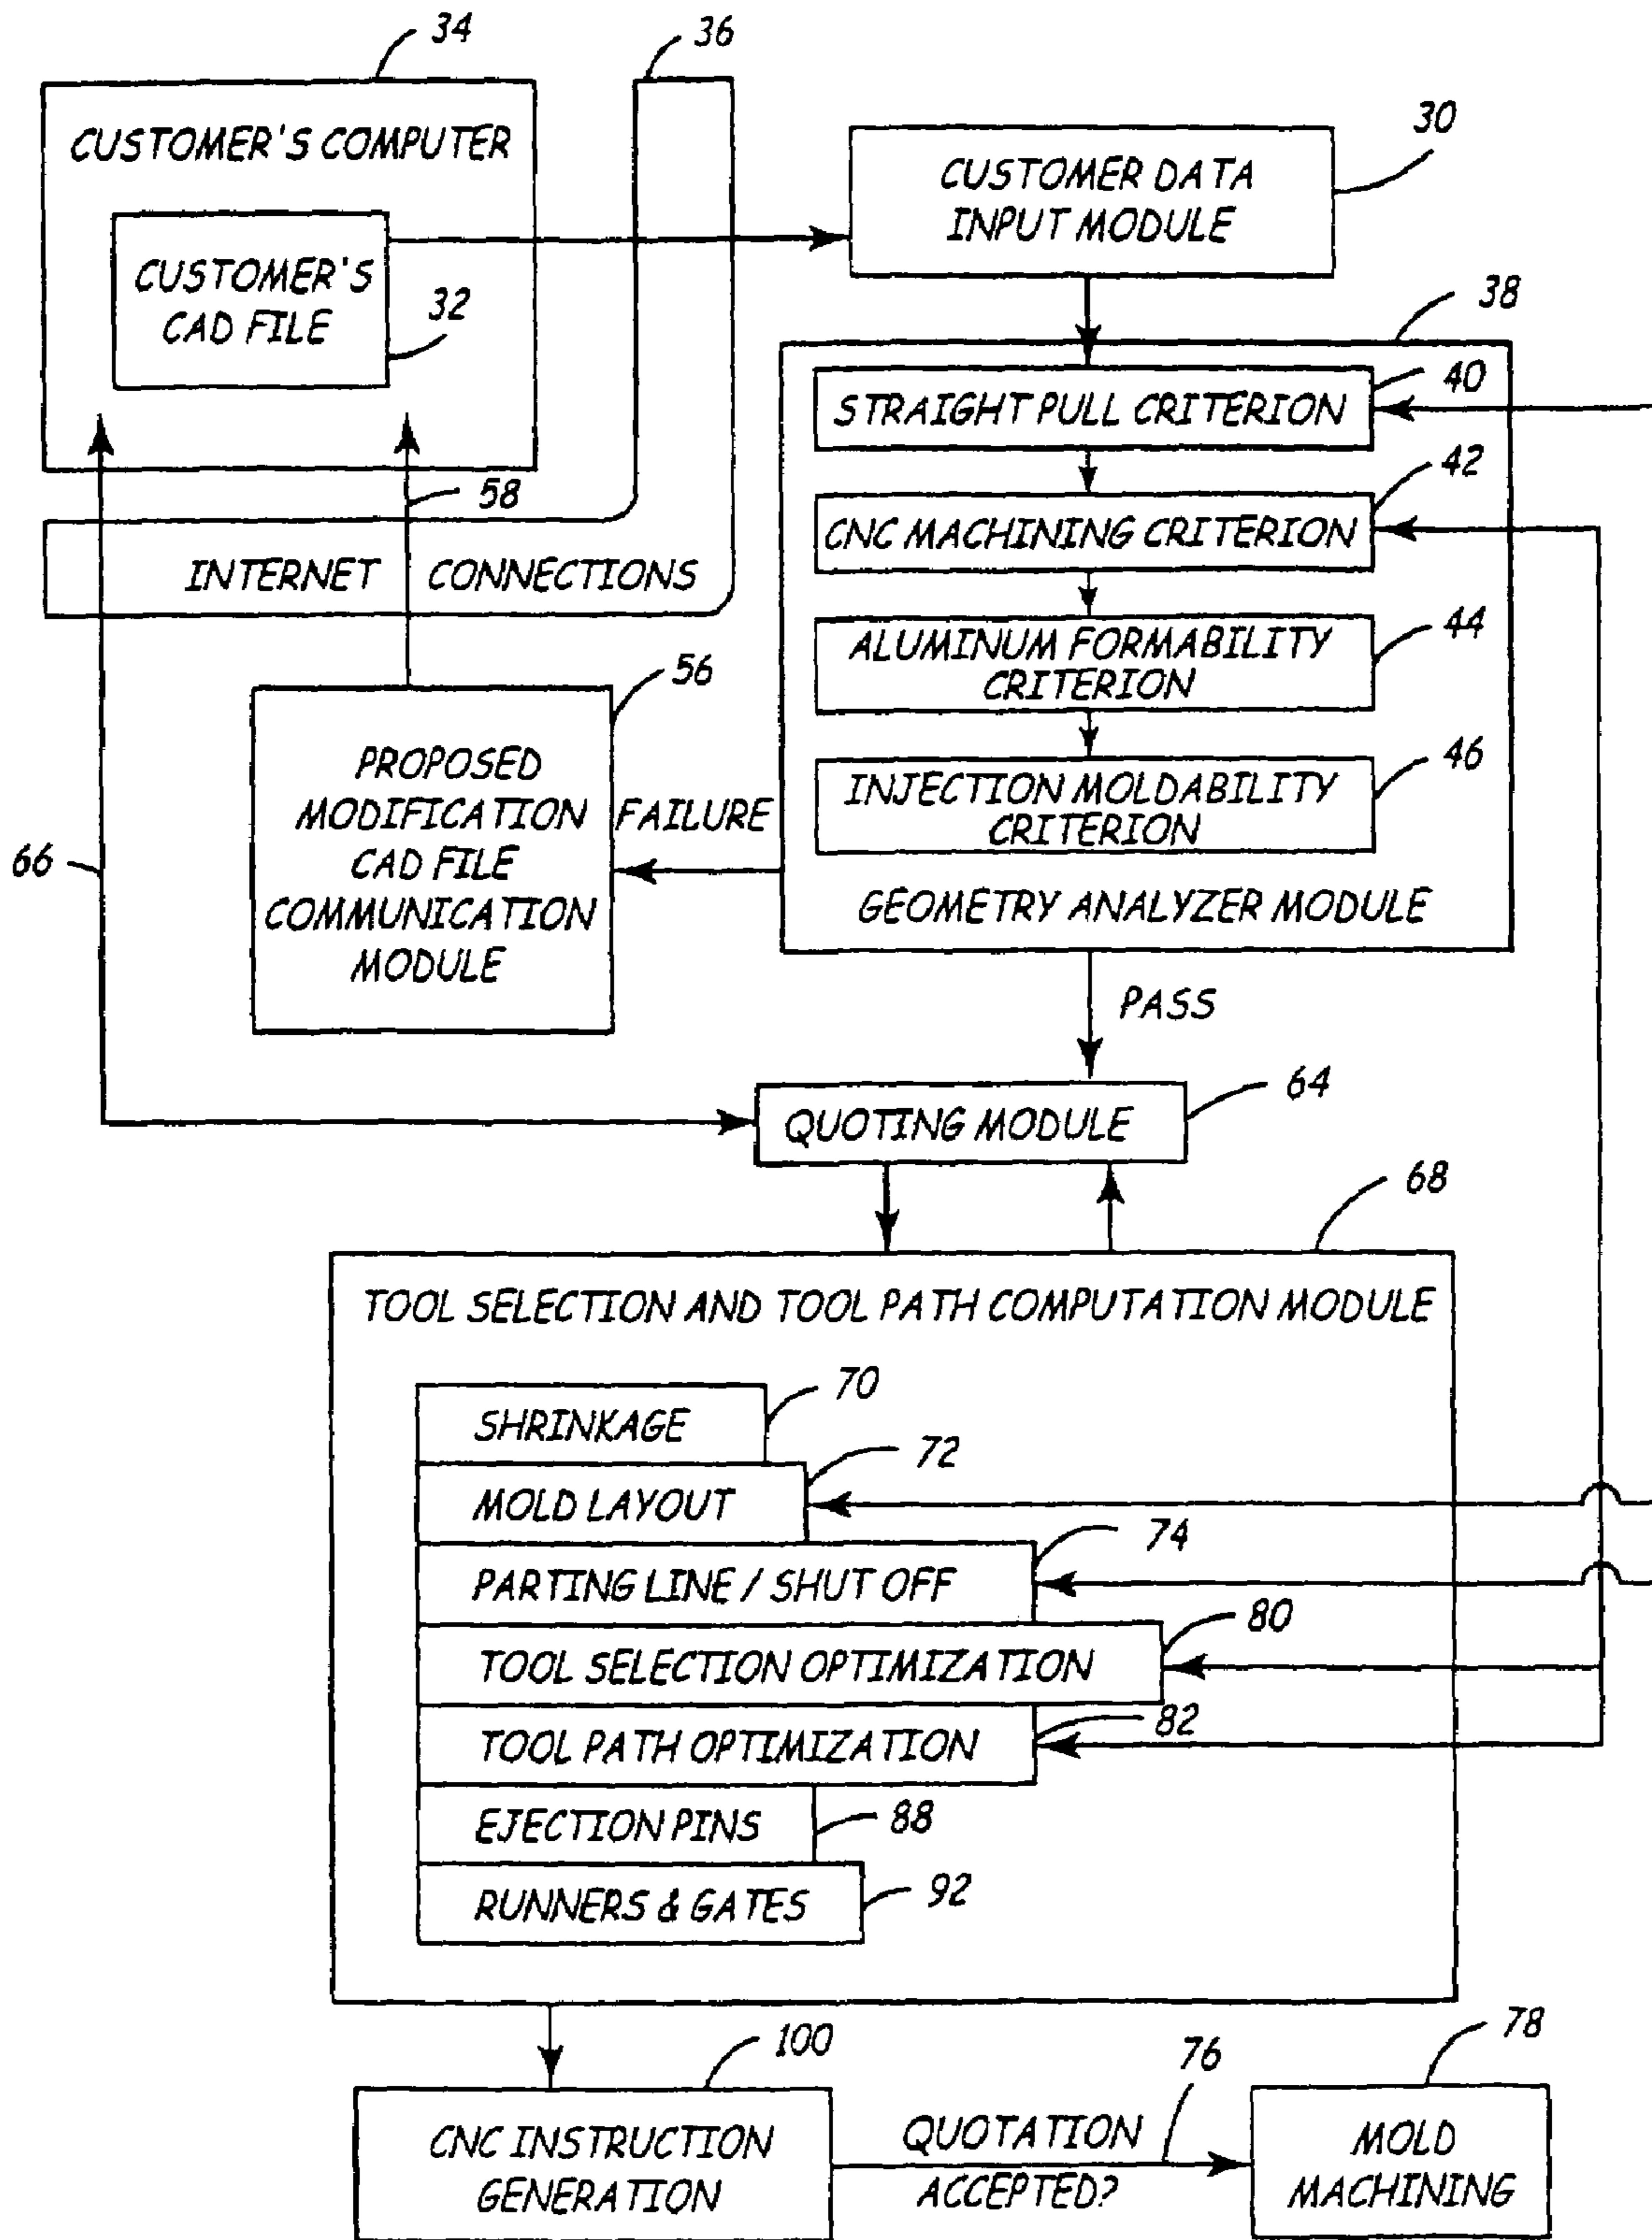 34
36
CUSTOMER'S COMPUTER
30
CUSTOMER DATA
INPUT MODULE
CUSTOMER'S
CAD FILE
32
38
STRAIGHT PULL CRITERION
40
CNC MACHINING CRITERION
42
58
INTERNET CONNECTIONS
ALUMINUM FORMABILITY
CRITERION
44
56
INJECTION MOLDABILITY
CRITERION
46
PROPOSED
MODIFICATION
CAD FILE
COMMUNICATION
MODULE
FAILURE
66
GEOMETRY ANALYZER MODULE
PASS
QUOTING MODULE
64
68
TOOL SELECTION AND TOOL PATH COMPUTATION MODULE
SHRINKAGE
70
MOLD LAYOUT
72
PARTING LINE / SHUT OFF
74
TOOL SELECTION OPTIMIZATION
80
TOOL PATH OPTIMIZATION
82
EJECTION PINS
88
RUNNERS & GATES
92
100
CNC INSTRUCTION
GENERATION
76
QUOTATION
ACCEPTED?
78
MOLD
MACHINING